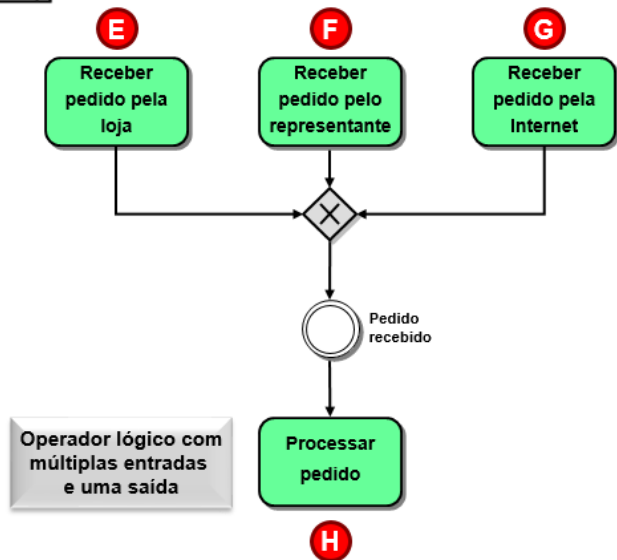 E
F
G
Receber
pedido pela
loja
Receber
pedido pelo
representante
Receber
pedido pela
Internet
Pedido
recebido
Operador lógico com
múltiplas entradas
e uma saída
Processar
pedido
H